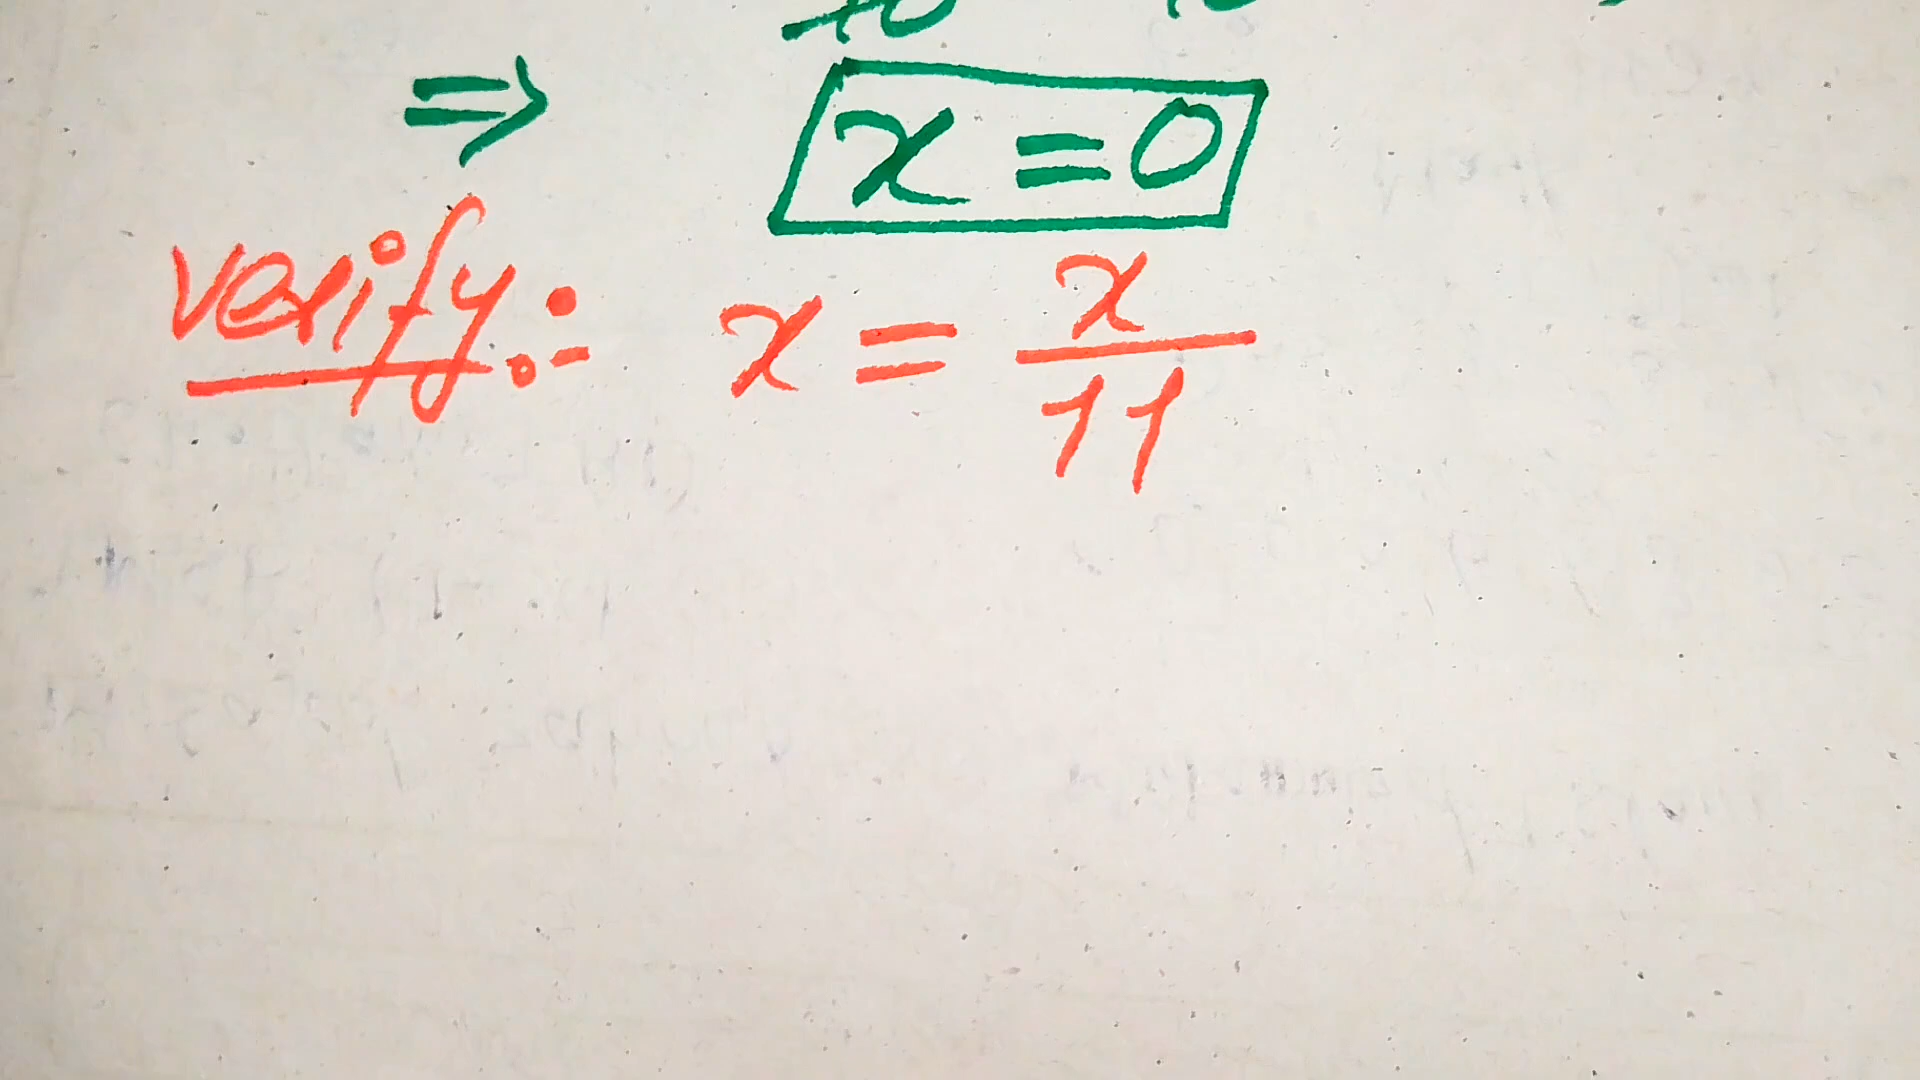 ⇒ x = 0
verify:- x = x/11